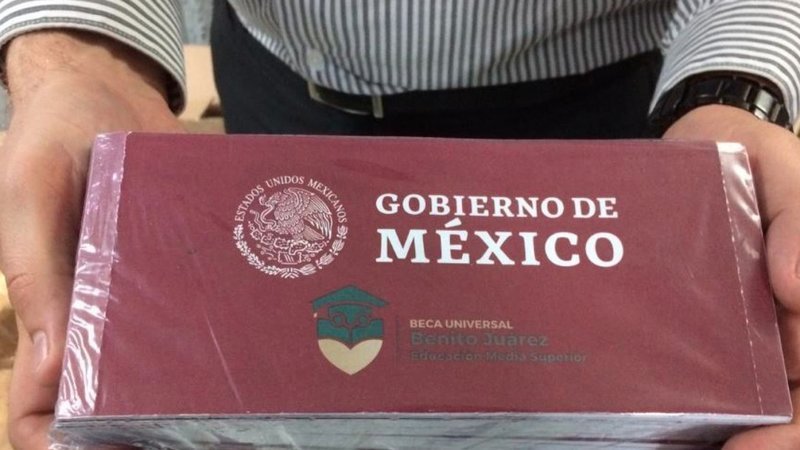 ESTADOS UNIDOS MEXICANOS
GOBIERNO DE
MÉXICO
BECA UNIVERSAL
Benito Juárez
Educación Media Superior